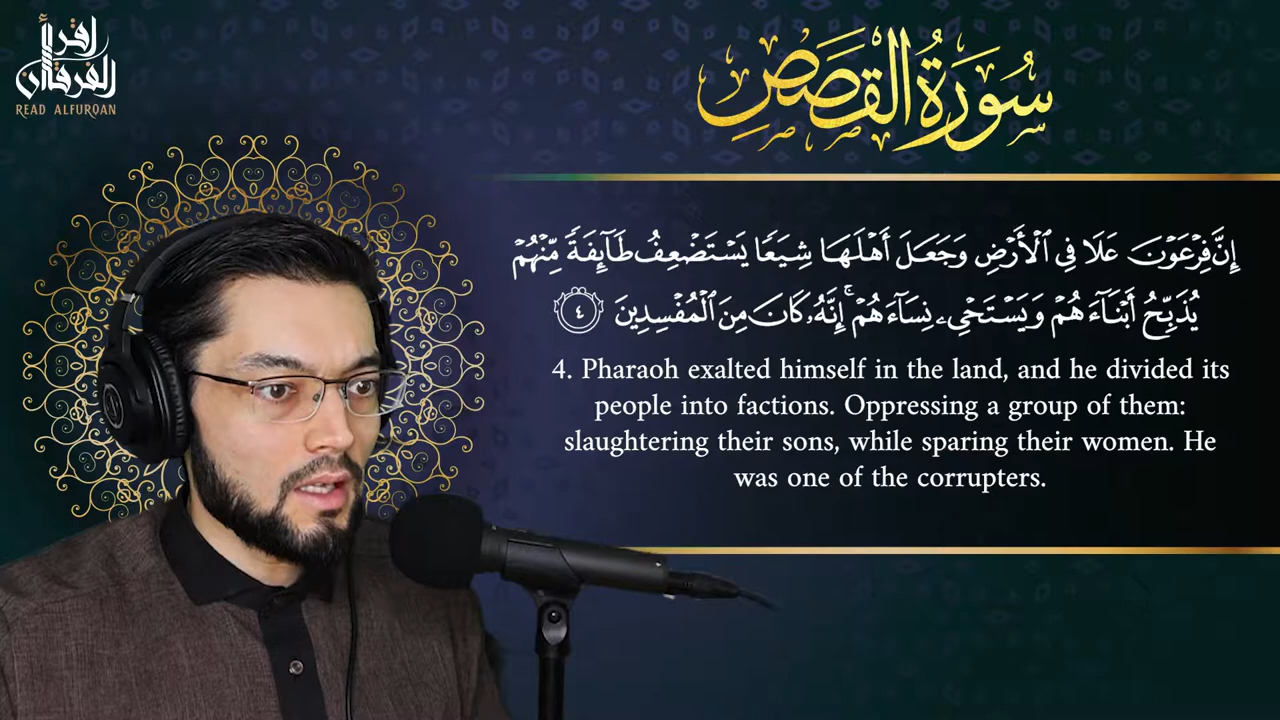 اقرأ
الفرقان
READ ALFURQAN
سُورَةُ القَصَصِ
إِنَّ فِرْعَوْنَ عَلَا فِى ٱلْأَرْضِ وَجَعَلَ أَهْلَهَا شِيَعًا يَسْتَضْعِفُ طَآئِفَةً مِّنْهُمْ
يُذَبِّحُ أَبْنَآءَهُمْ وَيَسْتَحْىِۦ نِسَآءَهُمْ ۚ إِنَّهُۥ كَانَ مِنَ ٱلْمُفْسِدِينَ ٤
4. Pharaoh exalted himself in the land, and he divided its
people into factions. Oppressing a group of them:
slaughtering their sons, while sparing their women. He
was one of the corrupters.